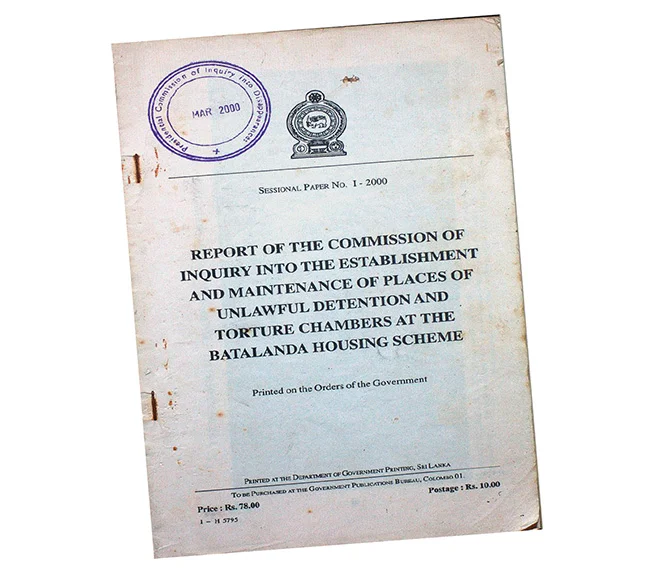 Presidential Commission of Inquiry Into Disappearances
MAR 2000
SESSIONAL PAPER NO. I - 2000
REPORT OF THE COMMISSION OF
INQUIRY INTO THE ESTABLISHMENT
AND MAINTENANCE OF PLACES OF
UNLAWFUL DETENTION AND
TORTURE CHAMBERS AT THE
BATALANDA HOUSING SCHEME
Printed on the Orders of the Government
PRINTED AT THE DEPARTMENT OF GOVERNMENT PRINTING, SRI LANKA
TO BE PURCHASED AT THE GOVERNMENT PUBLICATIONS BUREAU, COLOMBO 01.
Price : Rs. 78.00
Postage : Rs. 10.00
1 – H 5795